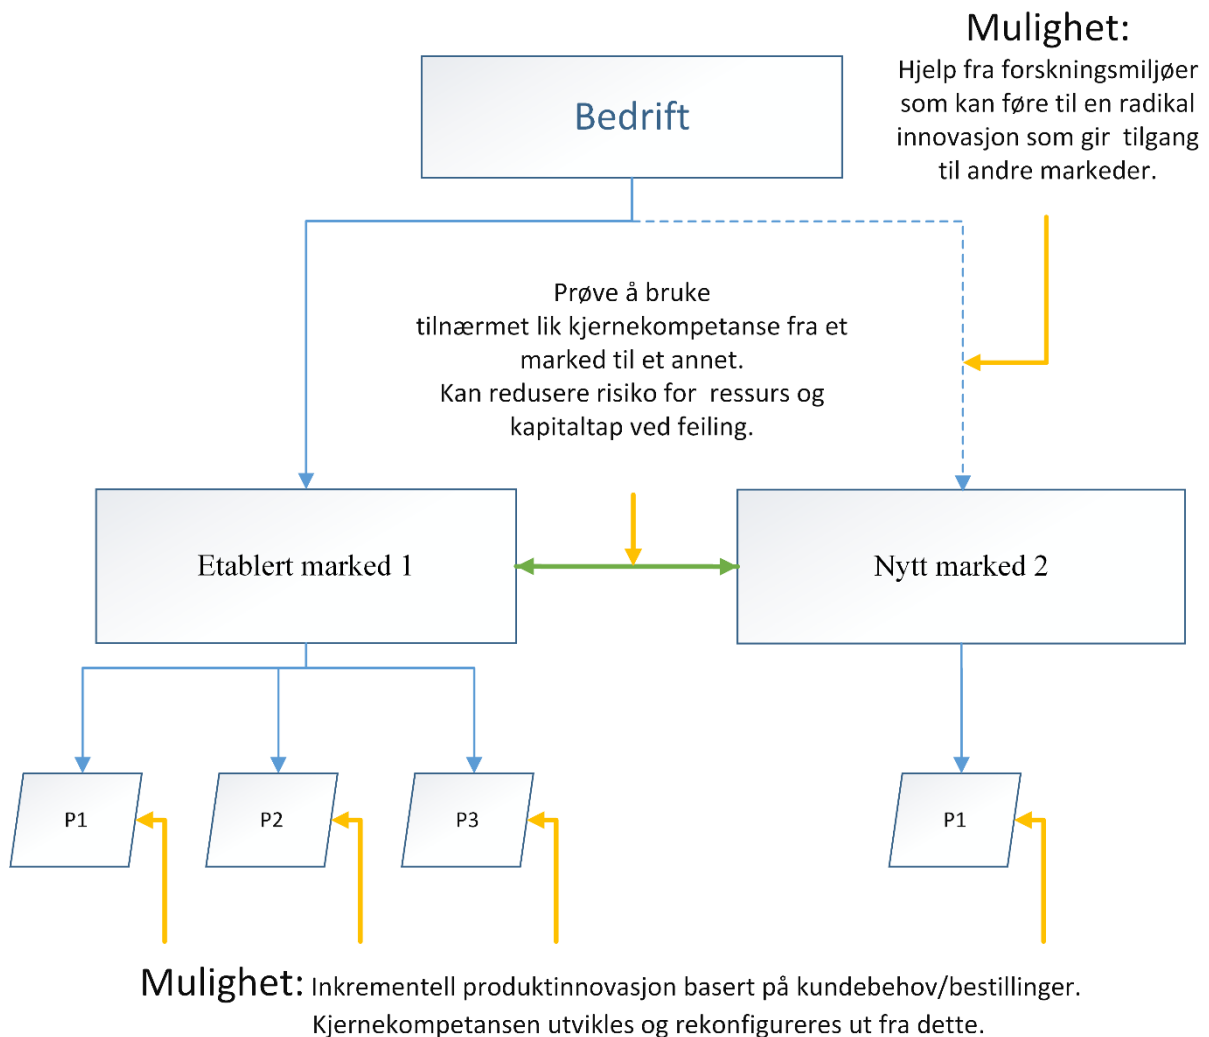 Mulighet:
Hjelp fra forskningsmiljøer
som kan føre til en radikal
innovasjon som gir tilgang
til andre markeder.
Bedrift
Prøve å bruke
tilnærmet lik kjernekompetanse fra et
marked til et annet.
Kan redusere risiko for ressurs og
kapitaltap ved feiling.
Etablert marked 1
Nytt marked 2
P1
P2
P3
P1
Mulighet: Inkrementell produktinnovasjon basert på kundebehov/bestillinger.
Kjernekompetansen utvikles og rekonfigureres ut fra dette.